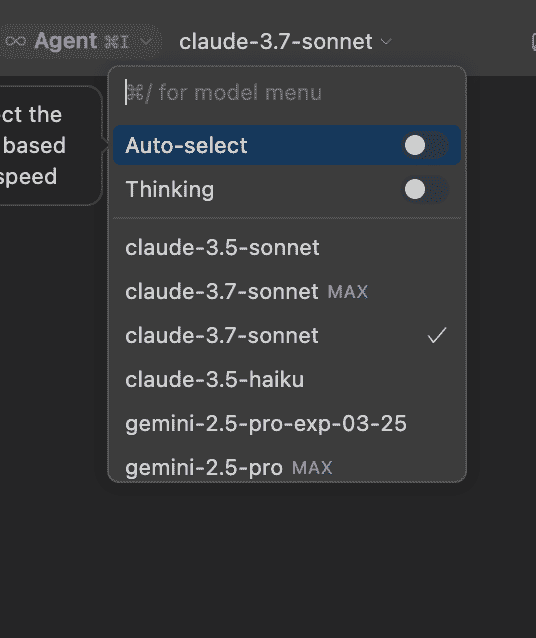 Agent ⌘I claude-3.7-sonnet
⌘/ for model menu
ct the
based
speed
Auto-select
Thinking
claude-3.5-sonnet
claude-3.7-sonnet MAX
claude-3.7-sonnet
claude-3.5-haiku
gemini-2.5-pro-exp-03-25
gemini-2.5-pro MAX